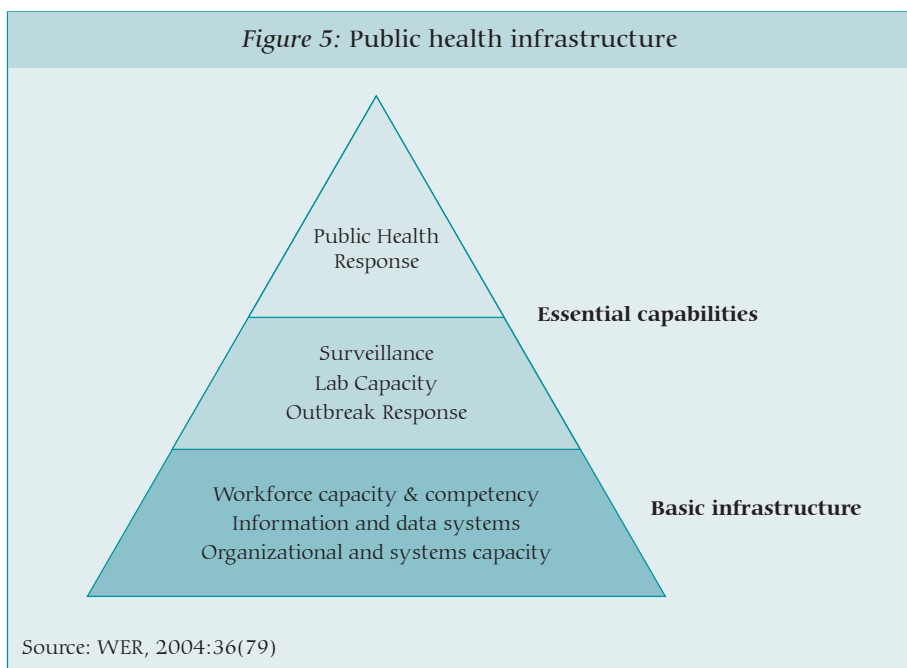 Figure 5: Public health infrastructure
Public Health
Response
Essential capabilities
Surveillance
Lab Capacity
Outbreak Response
Workforce capacity & competency
Information and data systems
Organizational and systems capacity
Basic infrastructure
Source: WER, 2004:36(79)